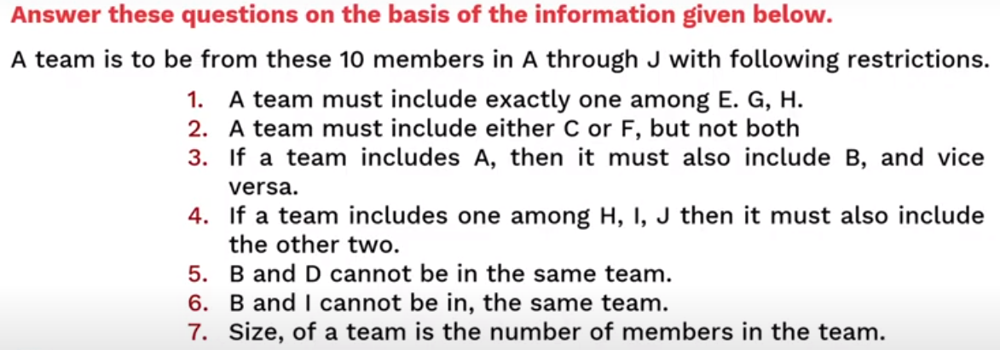 Answer these questions on the basis of the information given below.
A team is to be from these 10 members in A through J with following restrictions.
1. A team must include exactly one among E. G, H.
2. A team must include either C or F, but not both
3. If a team includes A, then it must also include B, and vice
versa.
4. If a team includes one among H, I, J then it must also include
the other two.
5. B and D cannot be in the same team.
6. B and I cannot be in, the same team.
7. Size, of a team is the number of members in the team.